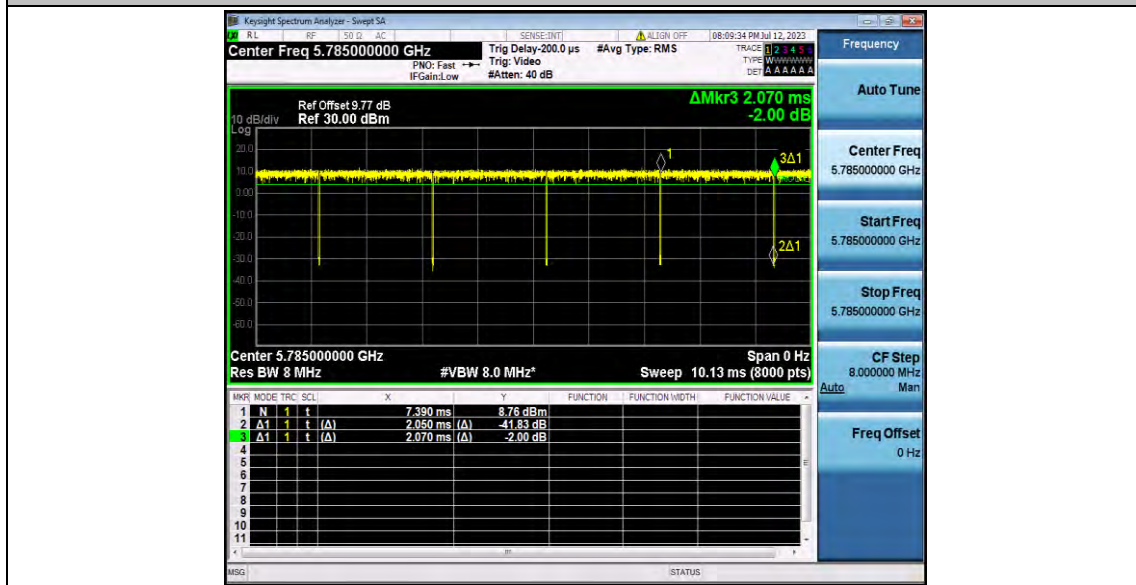 Keysight Spectrum Analyzer - Swept SA
RL RF 50 Ω AC SENSE:INT ALIGN OFF 08:09:34 PM Jul 12, 2023
Center Freq 5.785000000 GHz
Trig Delay-200.0 µs #Avg Type: RMS
PNO: Fast Trig: Video
IFGain:Low #Atten: 40 dB
TRACE 1 2 3 4 5 6
TYPE WWWWWW
DET A A A A A A
Frequency
Auto Tune
Center Freq
5.785000000 GHz
Start Freq
5.785000000 GHz
Stop Freq
5.785000000 GHz
CF Step
8.000000 MHz
Auto Man
Freq Offset
0 Hz
ΔMkr3 2.070 ms
-2.00 dB
Ref Offset 9.77 dB
10 dB/div Ref 30.00 dBm
Log
20.0
10.0
0.00
-10.0
-20.0
-30.0
-40.0
-50.0
-60.0
1
3Δ1
2Δ1
Center 5.785000000 GHz Span 0 Hz
Res BW 8 MHz #VBW 8.0 MHz* Sweep 10.13 ms (8000 pts)
MKR MODE TRC SCL X Y FUNCTION FUNCTION WIDTH FUNCTION VALUE
1 N 1 t 7.390 ms 8.76 dBm
2 Δ1 1 t (Δ) 2.050 ms (Δ) -41.83 dB
3 Δ1 1 t (Δ) 2.070 ms (Δ) -2.00 dB
4
5
6
7
8
9
10
11
MSG STATUS